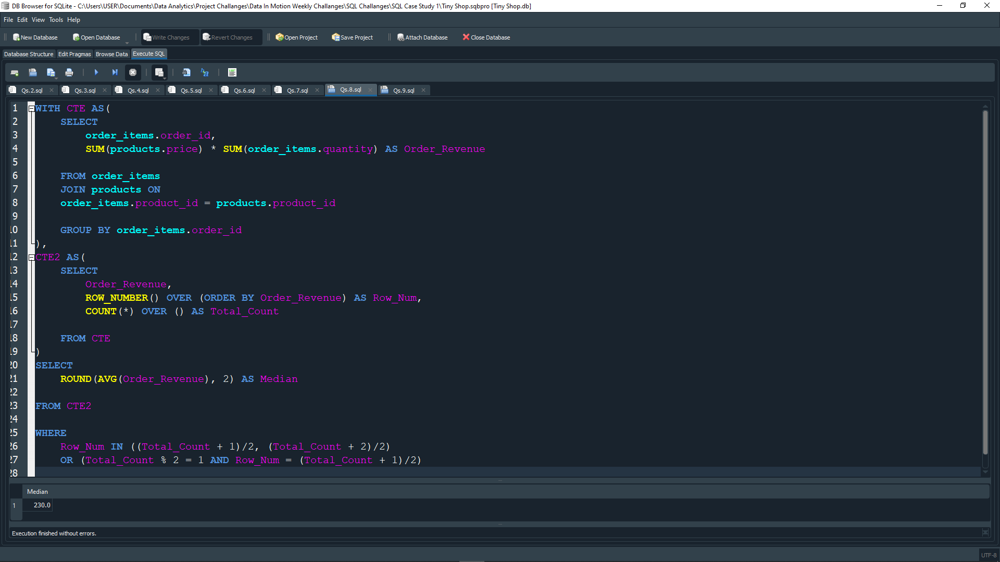 DB Browser for SQLite - C:\Users\USER\Documents\Data Analytics\Project Challanges\Data In Motion Weekly Challanges\SQL Challanges\SQL Case Study 1\Tiny Shop.sqbpro [Tiny Shop.db]
File Edit View Tools Help
New Database Open Database Write Changes Revert Changes Open Project Save Project Attach Database Close Database
Database Structure Edit Pragmas Browse Data Execute SQL
Qs.2.sql Qs.3.sql Qs.4.sql Qs.5.sql Qs.6.sql Qs.7.sql Qs.8.sql Qs.9.sql
1 WITH CTE AS(
2 SELECT
3 order_items.order_id,
4 SUM(products.price) * SUM(order_items.quantity) AS Order_Revenue
5
6 FROM order_items
7 JOIN products ON
8 order_items.product_id = products.product_id
9
10 GROUP BY order_items.order_id
11 ),
12 CTE2 AS(
13 SELECT
14 Order_Revenue,
15 ROW_NUMBER() OVER (ORDER BY Order_Revenue) AS Row_Num,
16 COUNT(*) OVER () AS Total_Count
17
18 FROM CTE
19 )
20 SELECT
21 ROUND(AVG(Order_Revenue), 2) AS Median
22
23 FROM CTE2
24
25 WHERE
26 Row_Num IN ((Total_Count + 1)/2, (Total_Count + 2)/2)
27 OR (Total_Count % 2 = 1 AND Row_Num = (Total_Count + 1)/2)
28
Median
1 230.0
Execution finished without errors.
UTF-8